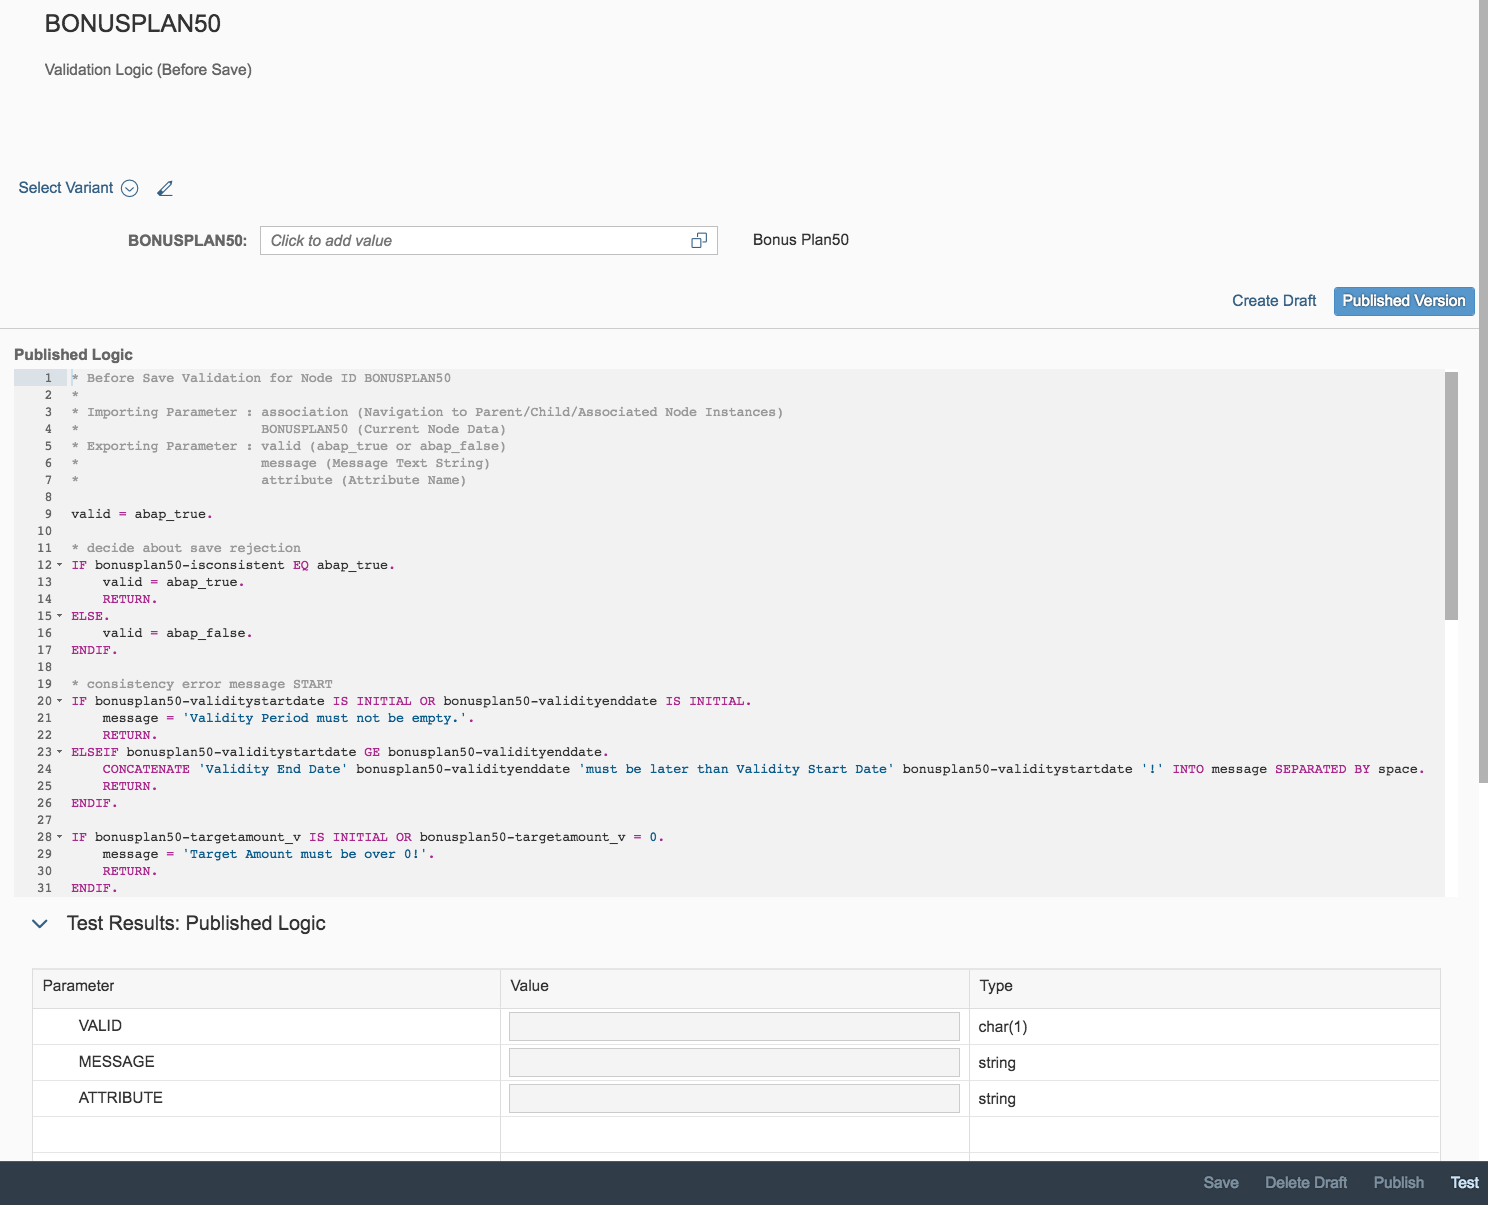 BONUSPLAN50
Validation Logic (Before Save)
Select Variant
BONUSPLAN50: Click to add value Bonus Plan50
Create Draft Published Version
Published Logic
1 * Before Save Validation for Node ID BONUSPLAN50
2 *
3 * Importing Parameter : association (Navigation to Parent/Child/Associated Node Instances)
4 * BONUSPLAN50 (Current Node Data)
5 * Exporting Parameter : valid (abap_true or abap_false)
6 * message (Message Text String)
7 * attribute (Attribute Name)
8
9 valid = abap_true.
10
11 * decide about save rejection
12 IF bonusplan50-isconsistent EQ abap_true.
13 valid = abap_true.
14 RETURN.
15 ELSE.
16 valid = abap_false.
17 ENDIF.
18
19 * consistency error message START
20 IF bonusplan50-validitystartdate IS INITIAL OR bonusplan50-validityenddate IS INITIAL.
21 message = 'Validity Period must not be empty.'.
22 RETURN.
23 ELSEIF bonusplan50-validitystartdate GE bonusplan50-validityenddate.
24 CONCATENATE 'Validity End Date' bonusplan50-validityenddate 'must be later than Validity Start Date' bonusplan50-validitystartdate '!' INTO message SEPARATED BY space.
25 RETURN.
26 ENDIF.
27
28 IF bonusplan50-targetamount_v IS INITIAL OR bonusplan50-targetamount_v = 0.
29 message = 'Target Amount must be over 0!'.
30 RETURN.
31 ENDIF.
Test Results: Published Logic
Parameter Value Type
VALID char(1)
MESSAGE string
ATTRIBUTE string
Save Delete Draft Publish Test